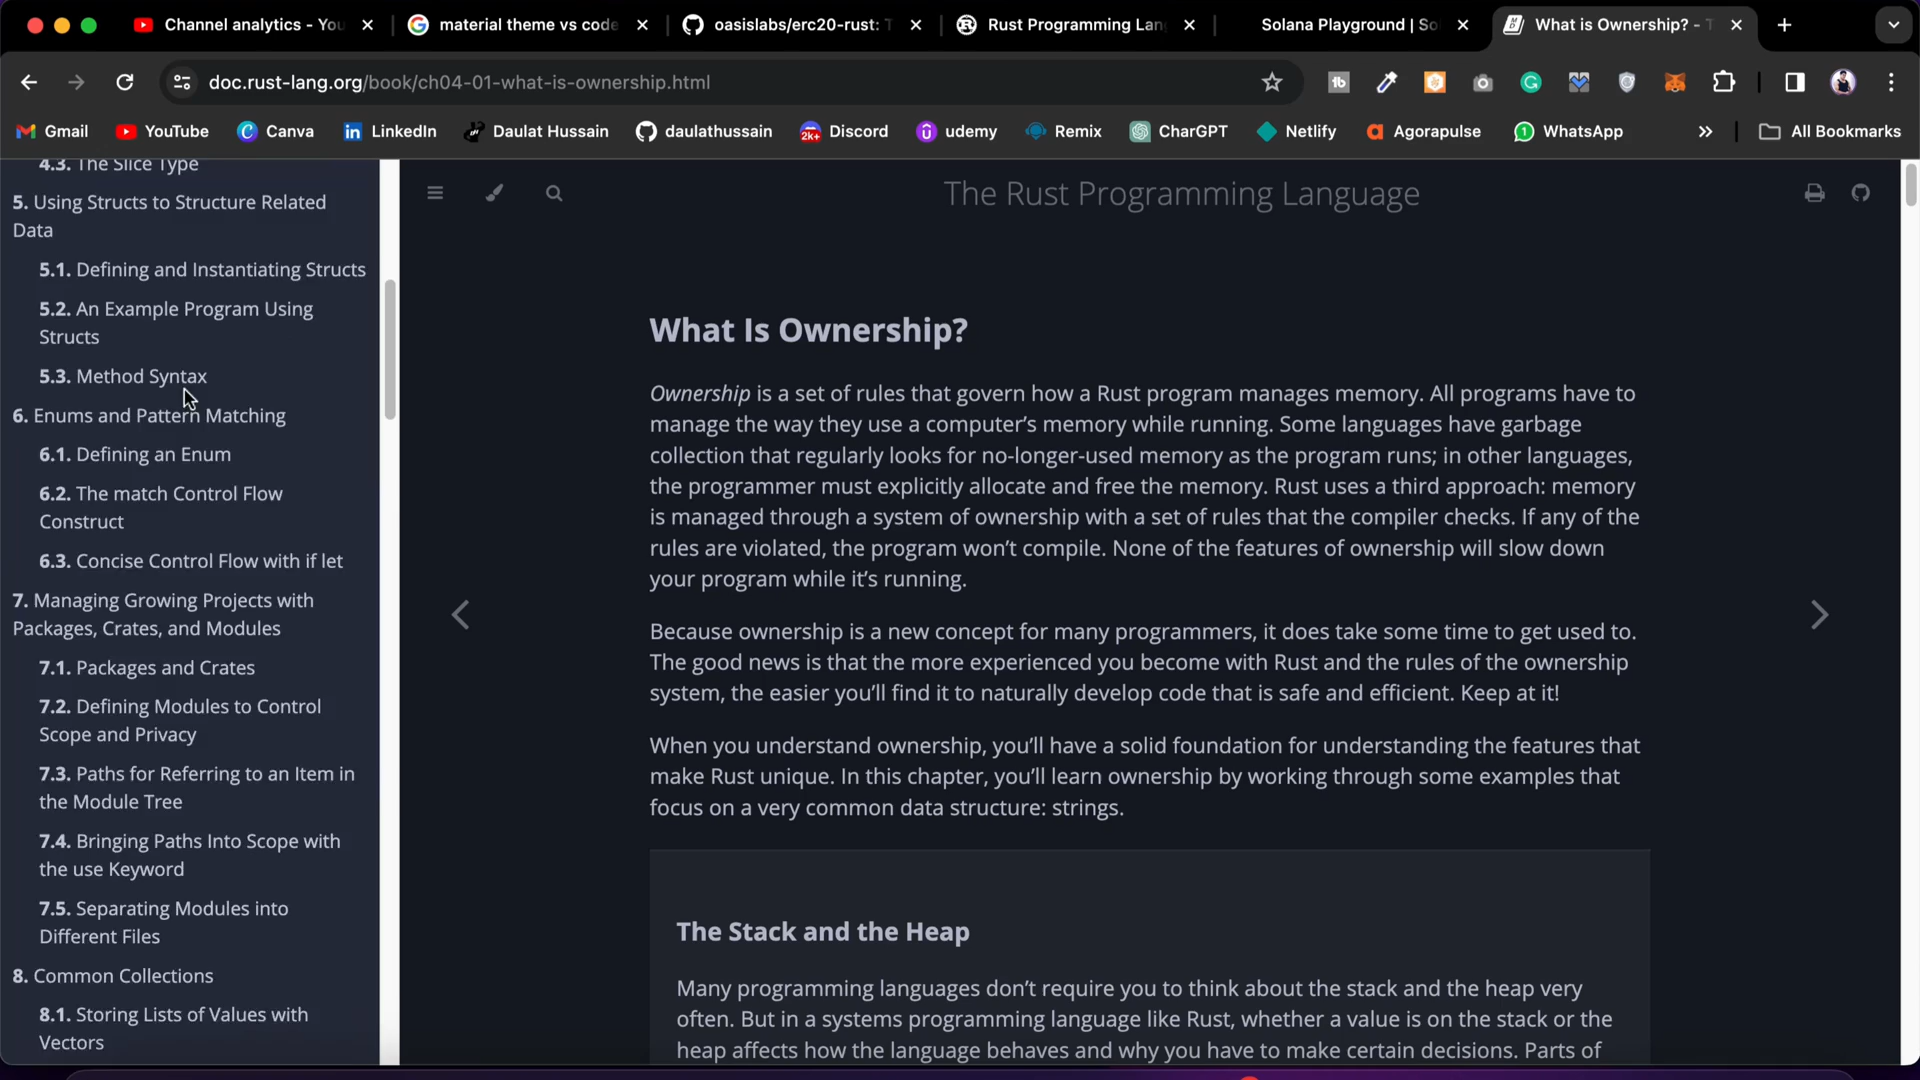 Channel analytics - You
material theme vs code
oasislabs/erc20-rust: T
Rust Programming Lan
Solana Playground | So
What is Ownership? - T
doc.rust-lang.org/book/ch04-01-what-is-ownership.html
Gmail
YouTube
Canva
LinkedIn
Daulat Hussain
daulathussain
Discord
udemy
Remix
CharGPT
Netlify
Agorapulse
WhatsApp
All Bookmarks
4.3. The Slice Type
5. Using Structs to Structure Related
Data
5.1. Defining and Instantiating Structs
5.2. An Example Program Using
Structs
5.3. Method Syntax
6. Enums and Pattern Matching
6.1. Defining an Enum
6.2. The match Control Flow
Construct
6.3. Concise Control Flow with if let
7. Managing Growing Projects with
Packages, Crates, and Modules
7.1. Packages and Crates
7.2. Defining Modules to Control
Scope and Privacy
7.3. Paths for Referring to an Item in
the Module Tree
7.4. Bringing Paths Into Scope with
the use Keyword
7.5. Separating Modules into
Different Files
8. Common Collections
8.1. Storing Lists of Values with
Vectors
The Rust Programming Language
What Is Ownership?
Ownership is a set of rules that govern how a Rust program manages memory. All programs have to
manage the way they use a computer's memory while running. Some languages have garbage
collection that regularly looks for no-longer-used memory as the program runs; in other languages,
the programmer must explicitly allocate and free the memory. Rust uses a third approach: memory
is managed through a system of ownership with a set of rules that the compiler checks. If any of the
rules are violated, the program won't compile. None of the features of ownership will slow down
your program while it's running.
Because ownership is a new concept for many programmers, it does take some time to get used to.
The good news is that the more experienced you become with Rust and the rules of the ownership
system, the easier you'll find it to naturally develop code that is safe and efficient. Keep at it!
When you understand ownership, you'll have a solid foundation for understanding the features that
make Rust unique. In this chapter, you'll learn ownership by working through some examples that
focus on a very common data structure: strings.
The Stack and the Heap
Many programming languages don't require you to think about the stack and the heap very
often. But in a systems programming language like Rust, whether a value is on the stack or the
heap affects how the language behaves and why you have to make certain decisions. Parts of